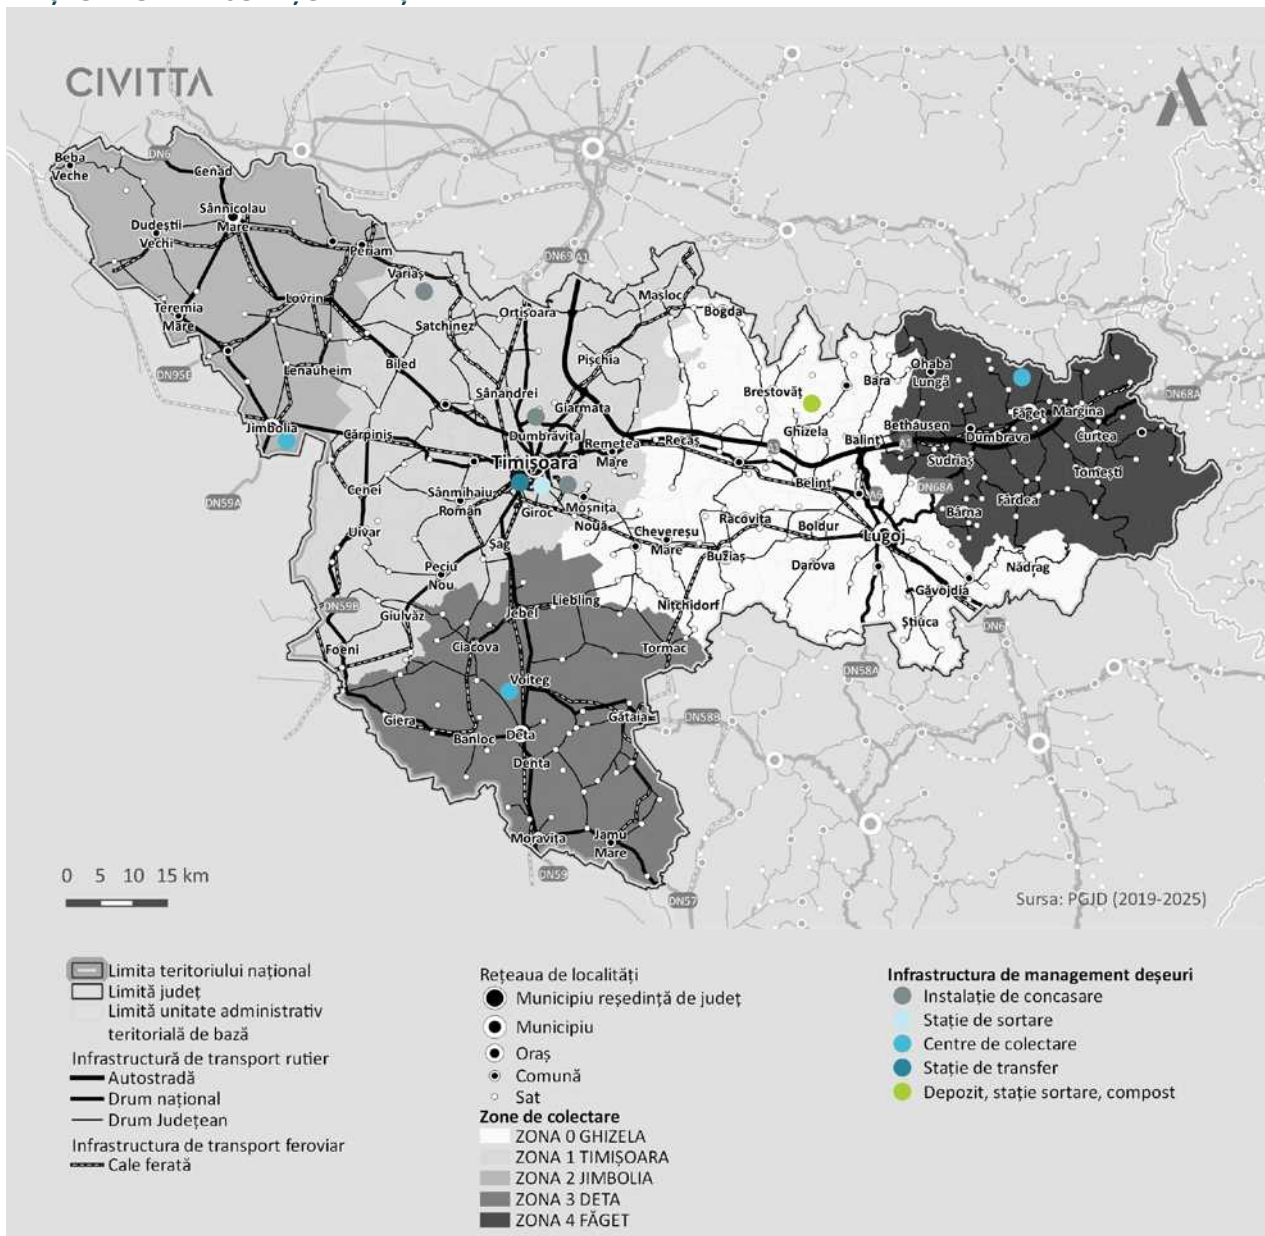 CIVITTA
DN6
Beba
Veche
Cenad
Sânnicolau
Mare
Dudeștii
Vechi
Periam
DN69 A1
Variaș
Mașloc
Teremia
Mare
Lovrin
Satchinez
Ortișoara
Bogda
DN95E
Lenauheim
Biled
Pișchia
Ohaba
Lungă
Bara
Sânandrei
Brestovăț
DN68A
Giarmata
Făget
Margina
Jimbolia
Cărpiniș
Dumbrăvița
Ghizela
Bethausen
Dumbrava
Curtea
Remetea
Mare
Recaș
A1
Balinț
A1
Timișoara
Sudriaș
Tomești
DN59A
Cenei
Sânmihaiu
Român
Giroc
Moșnița
Nouă
Belinț
A6
DN68A
Fârdea
Bârna
Uivar
Șag
Chevereșu
Mare
Racovița
Boldur
Lugoj
Buziaș
Darova
Nădrag
Peciu
Nou
Găvojdia
DN59B
Giulvăz
Jebel
Liebling
Nițchidorf
Știuca
DN6
Foeni
Ciacova
Tormac
DN58A
Voiteg
Giera
Gătaia
DN58B
Banloc
Deta
Denta
Moravița
Jamu
Mare
DN59
DN57
0 5 10 15 km
Sursa: PGJD (2019-2025)
Limita teritoriului național
Limită județ
Limită unitate administrativ
teritorială de bază
Infrastructură de transport rutier
Autostradă
Drum național
Drum Județean
Infrastructura de transport feroviar
Cale ferată
Rețeaua de localități
Municipiu reședință de județ
Municipiu
Oraș
Comună
Sat
Zone de colectare
ZONA 0 GHIZELA
ZONA 1 TIMIȘOARA
ZONA 2 JIMBOLIA
ZONA 3 DETA
ZONA 4 FĂGET
Infrastructura de management deșeuri
Instalație de concasare
Stație de sortare
Centre de colectare
Stație de transfer
Depozit, stație sortare, compost